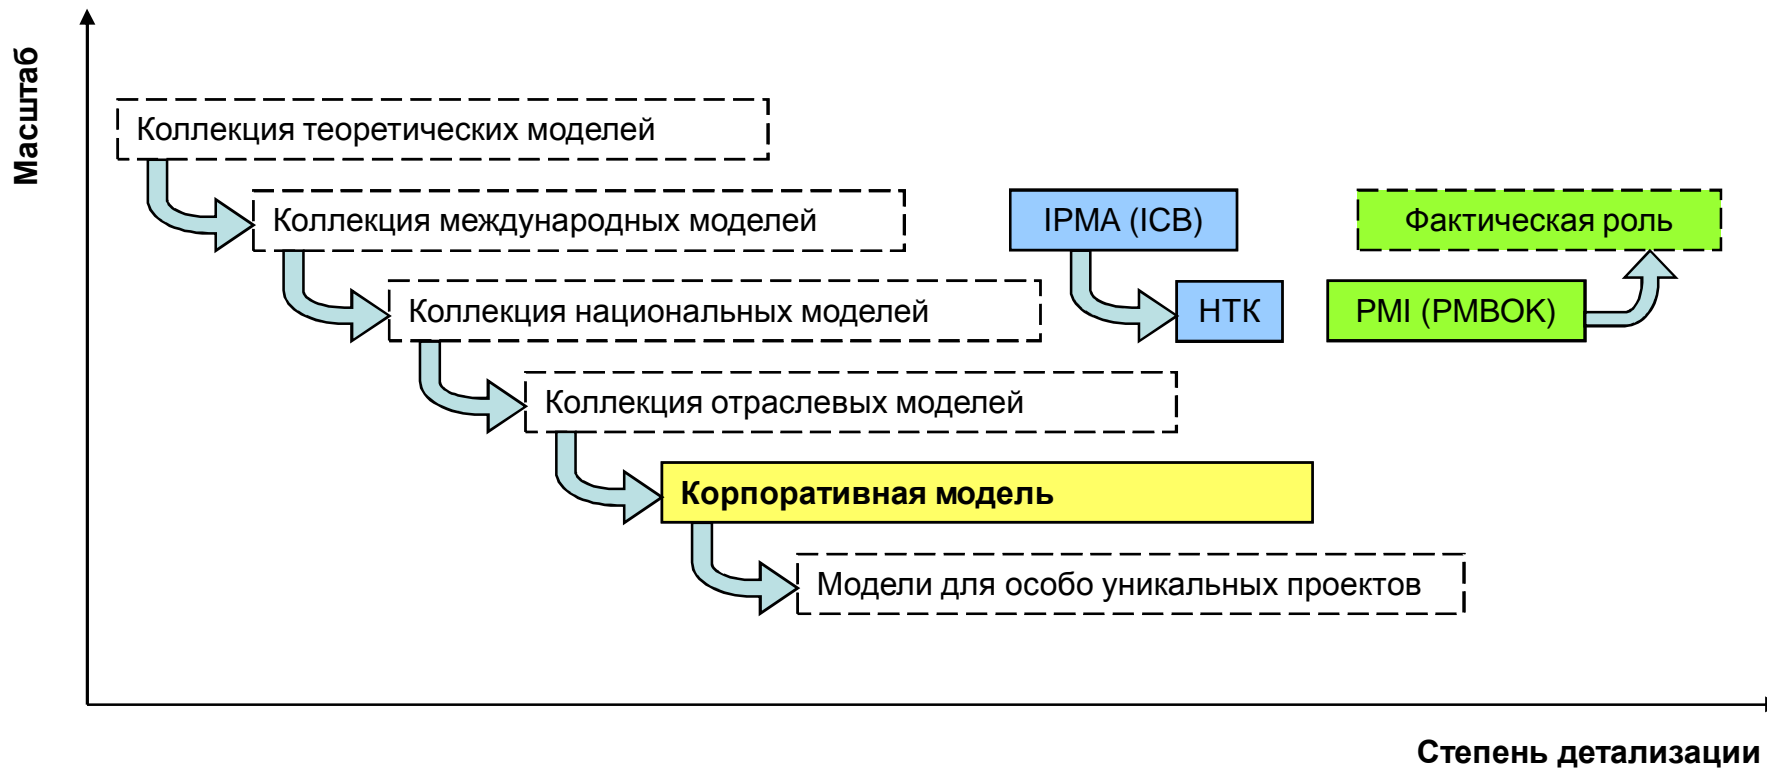 Масштаб
Коллекция теоретических моделей
Коллекция международных моделей
IPMA (ICB)
Фактическая роль
Коллекция национальных моделей
НТК
PMI (PMBOK)
Коллекция отраслевых моделей
Корпоративная модель
Модели для особо уникальных проектов
Степень детализации